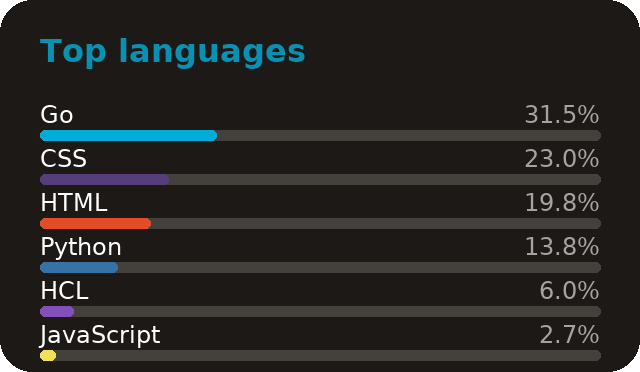 Top languages
Go 31.5%
CSS 23.0%
HTML 19.8%
Python 13.8%
HCL 6.0%
JavaScript 2.7%